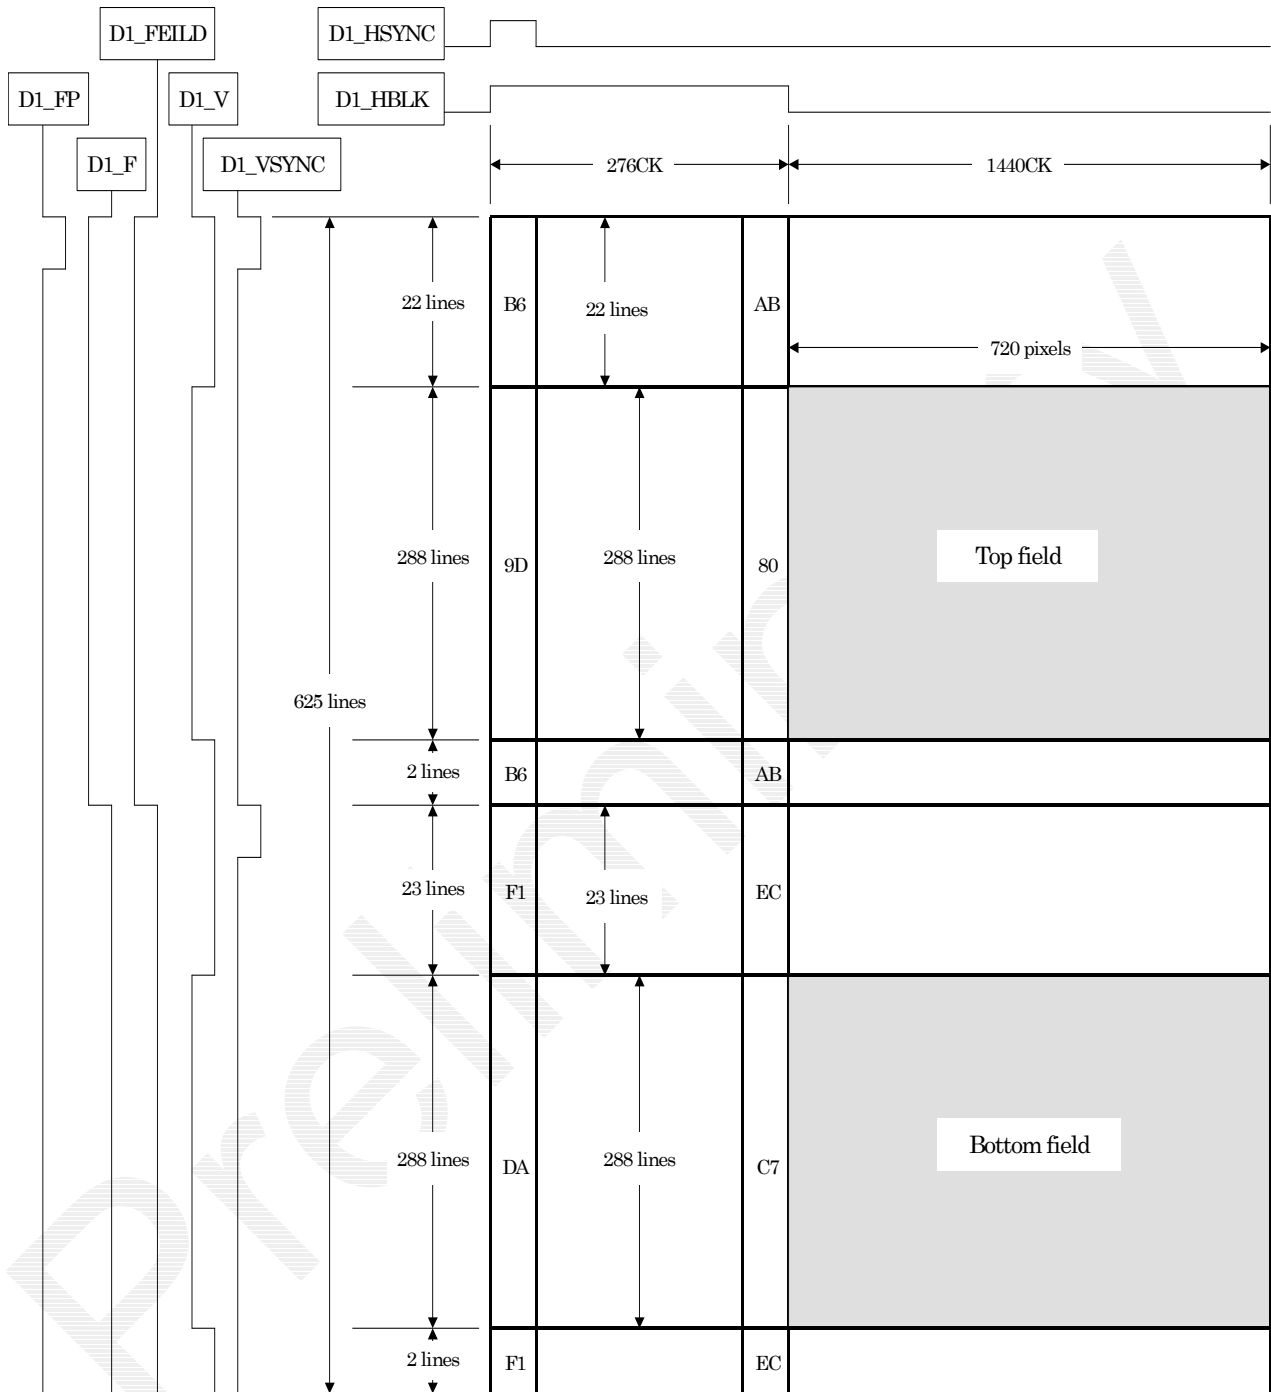 D1_FEILD
D1_HSYNC
D1_FP
D1_V
D1_HBLK
D1_F
D1_VSYNC
276CK
1440CK
22 lines
B6
22 lines
AB
720 pixels
288 lines
9D
288 lines
80
Top field
625 lines
2 lines
B6
AB
23 lines
F1
23 lines
EC
288 lines
DA
288 lines
C7
Bottom field
2 lines
F1
EC